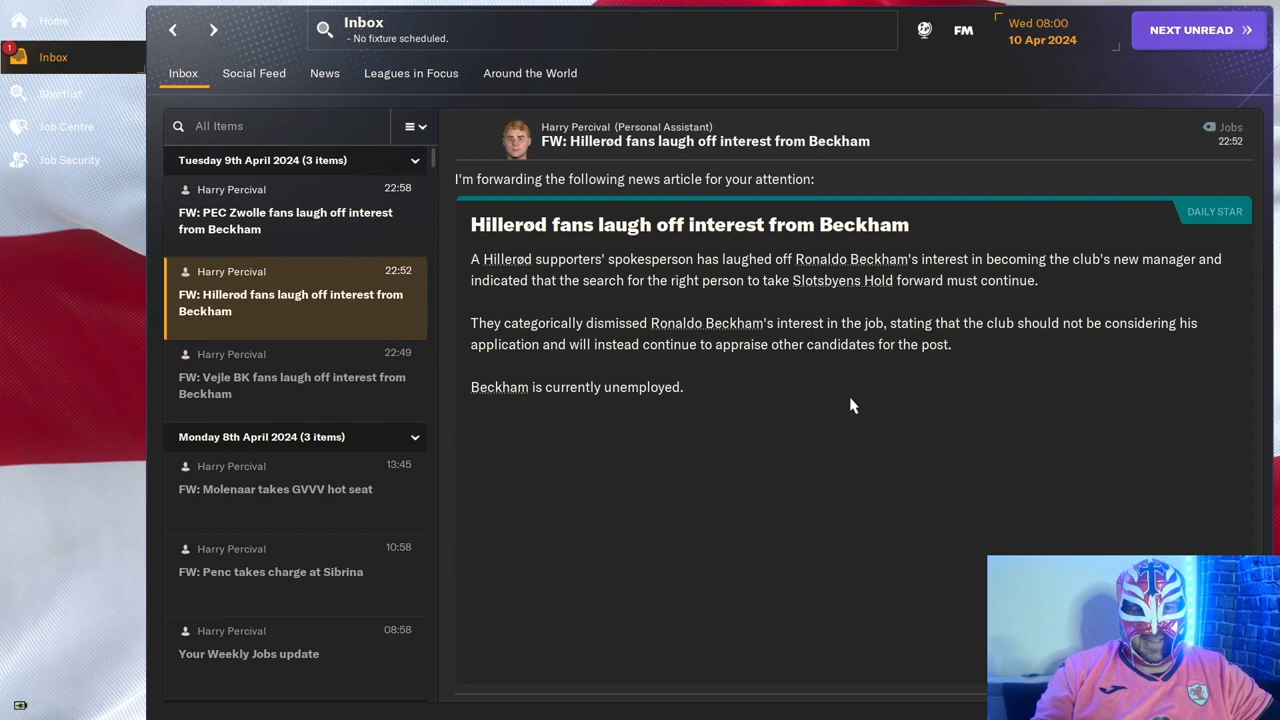 Home
1
Inbox
Shortlist
Job Centre
Job Security
Inbox
- No fixture scheduled.
FM
Wed 08:00
10 Apr 2024
NEXT UNREAD
Inbox
Social Feed
News
Leagues in Focus
Around the World
All Items
Tuesday 9th April 2024 (3 items)
Harry Percival
22:58
FW: PEC Zwolle fans laugh off interest
from Beckham
Harry Percival
22:52
FW: Hillerød fans laugh off interest from
Beckham
Harry Percival
22:49
FW: Vejle BK fans laugh off interest from
Beckham
Monday 8th April 2024 (3 items)
Harry Percival
13:45
FW: Molenaar takes GVVV hot seat
Harry Percival
10:58
FW: Penc takes charge at Sibrina
Harry Percival
08:58
Your Weekly Jobs update
Harry Percival (Personal Assistant)
FW: Hillerød fans laugh off interest from Beckham
Jobs
22:52
I'm forwarding the following news article for your attention:
DAILY STAR
Hillerød fans laugh off interest from Beckham
A Hillerød supporters' spokesperson has laughed off Ronaldo Beckham's interest in becoming the club's new manager and
indicated that the search for the right person to take Slotsbyens Hold forward must continue.
They categorically dismissed Ronaldo Beckham's interest in the job, stating that the club should not be considering his
application and will instead continue to appraise other candidates for the post.
Beckham is currently unemployed.